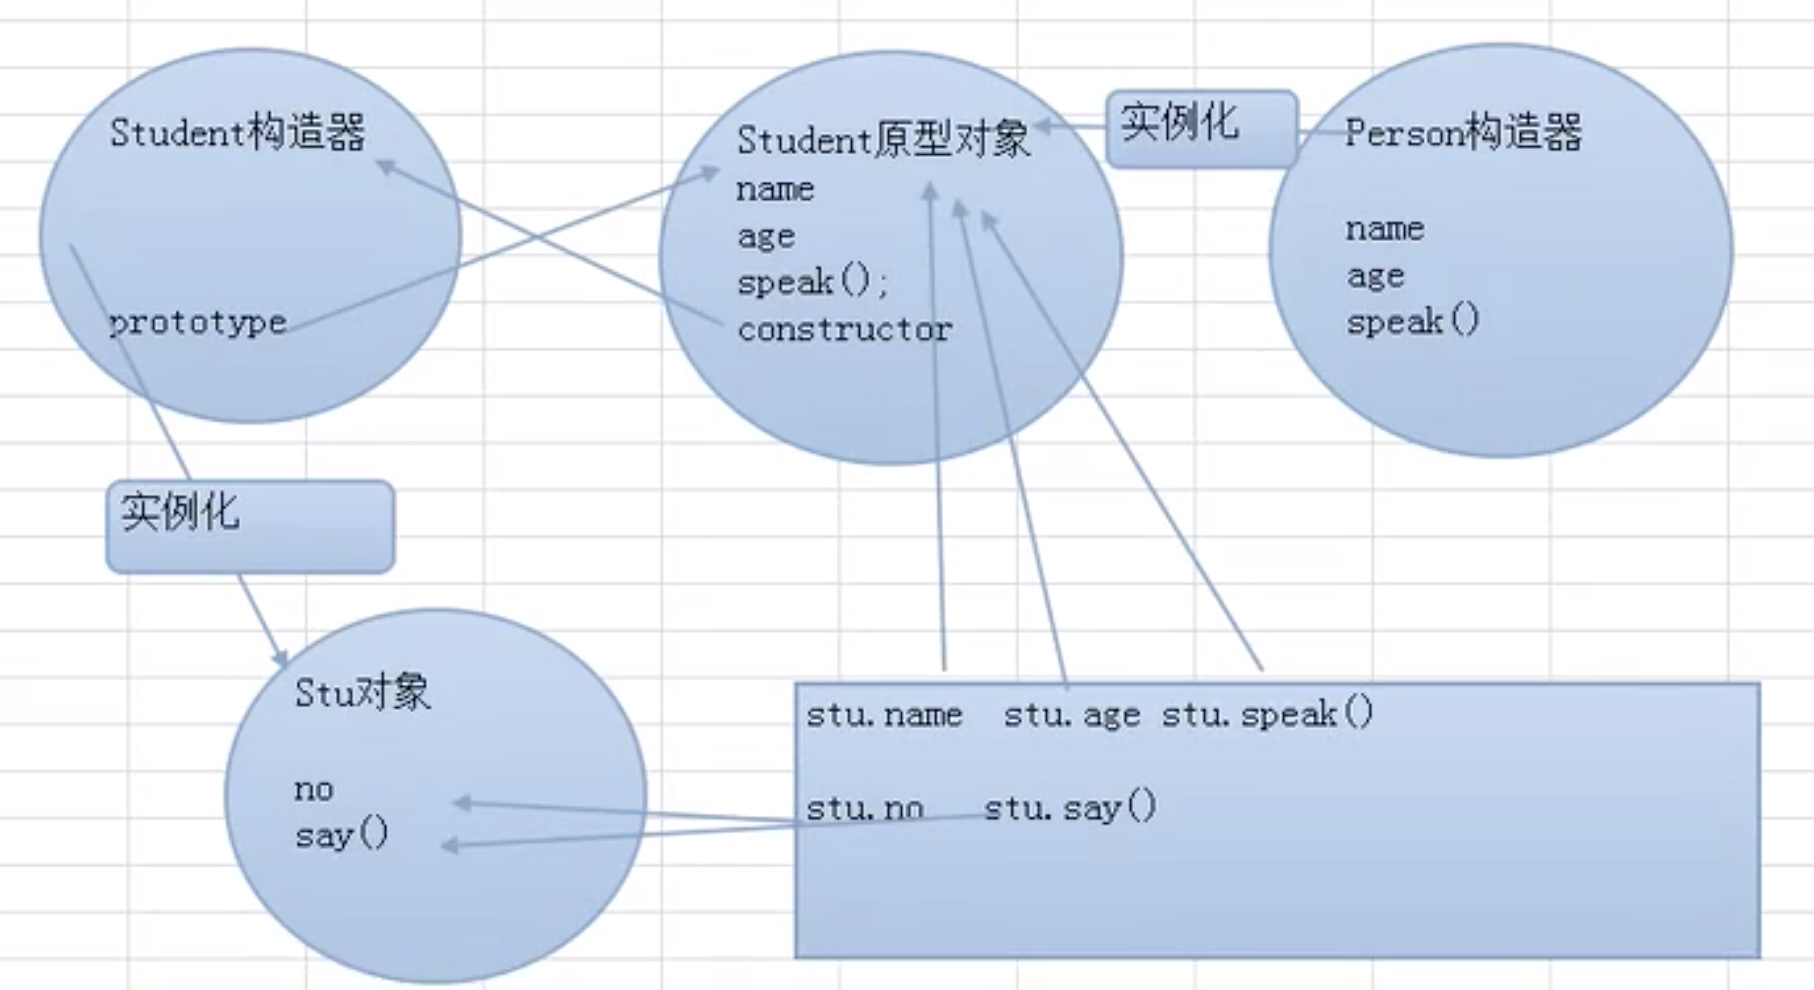 Student构造器
prototype
Student原型对象
name
age
speak();
constructor
实例化
Person构造器
name
age
speak()
实例化
Stu对象
no
say()
stu.name stu.age stu.speak()
stu.no stu.say()